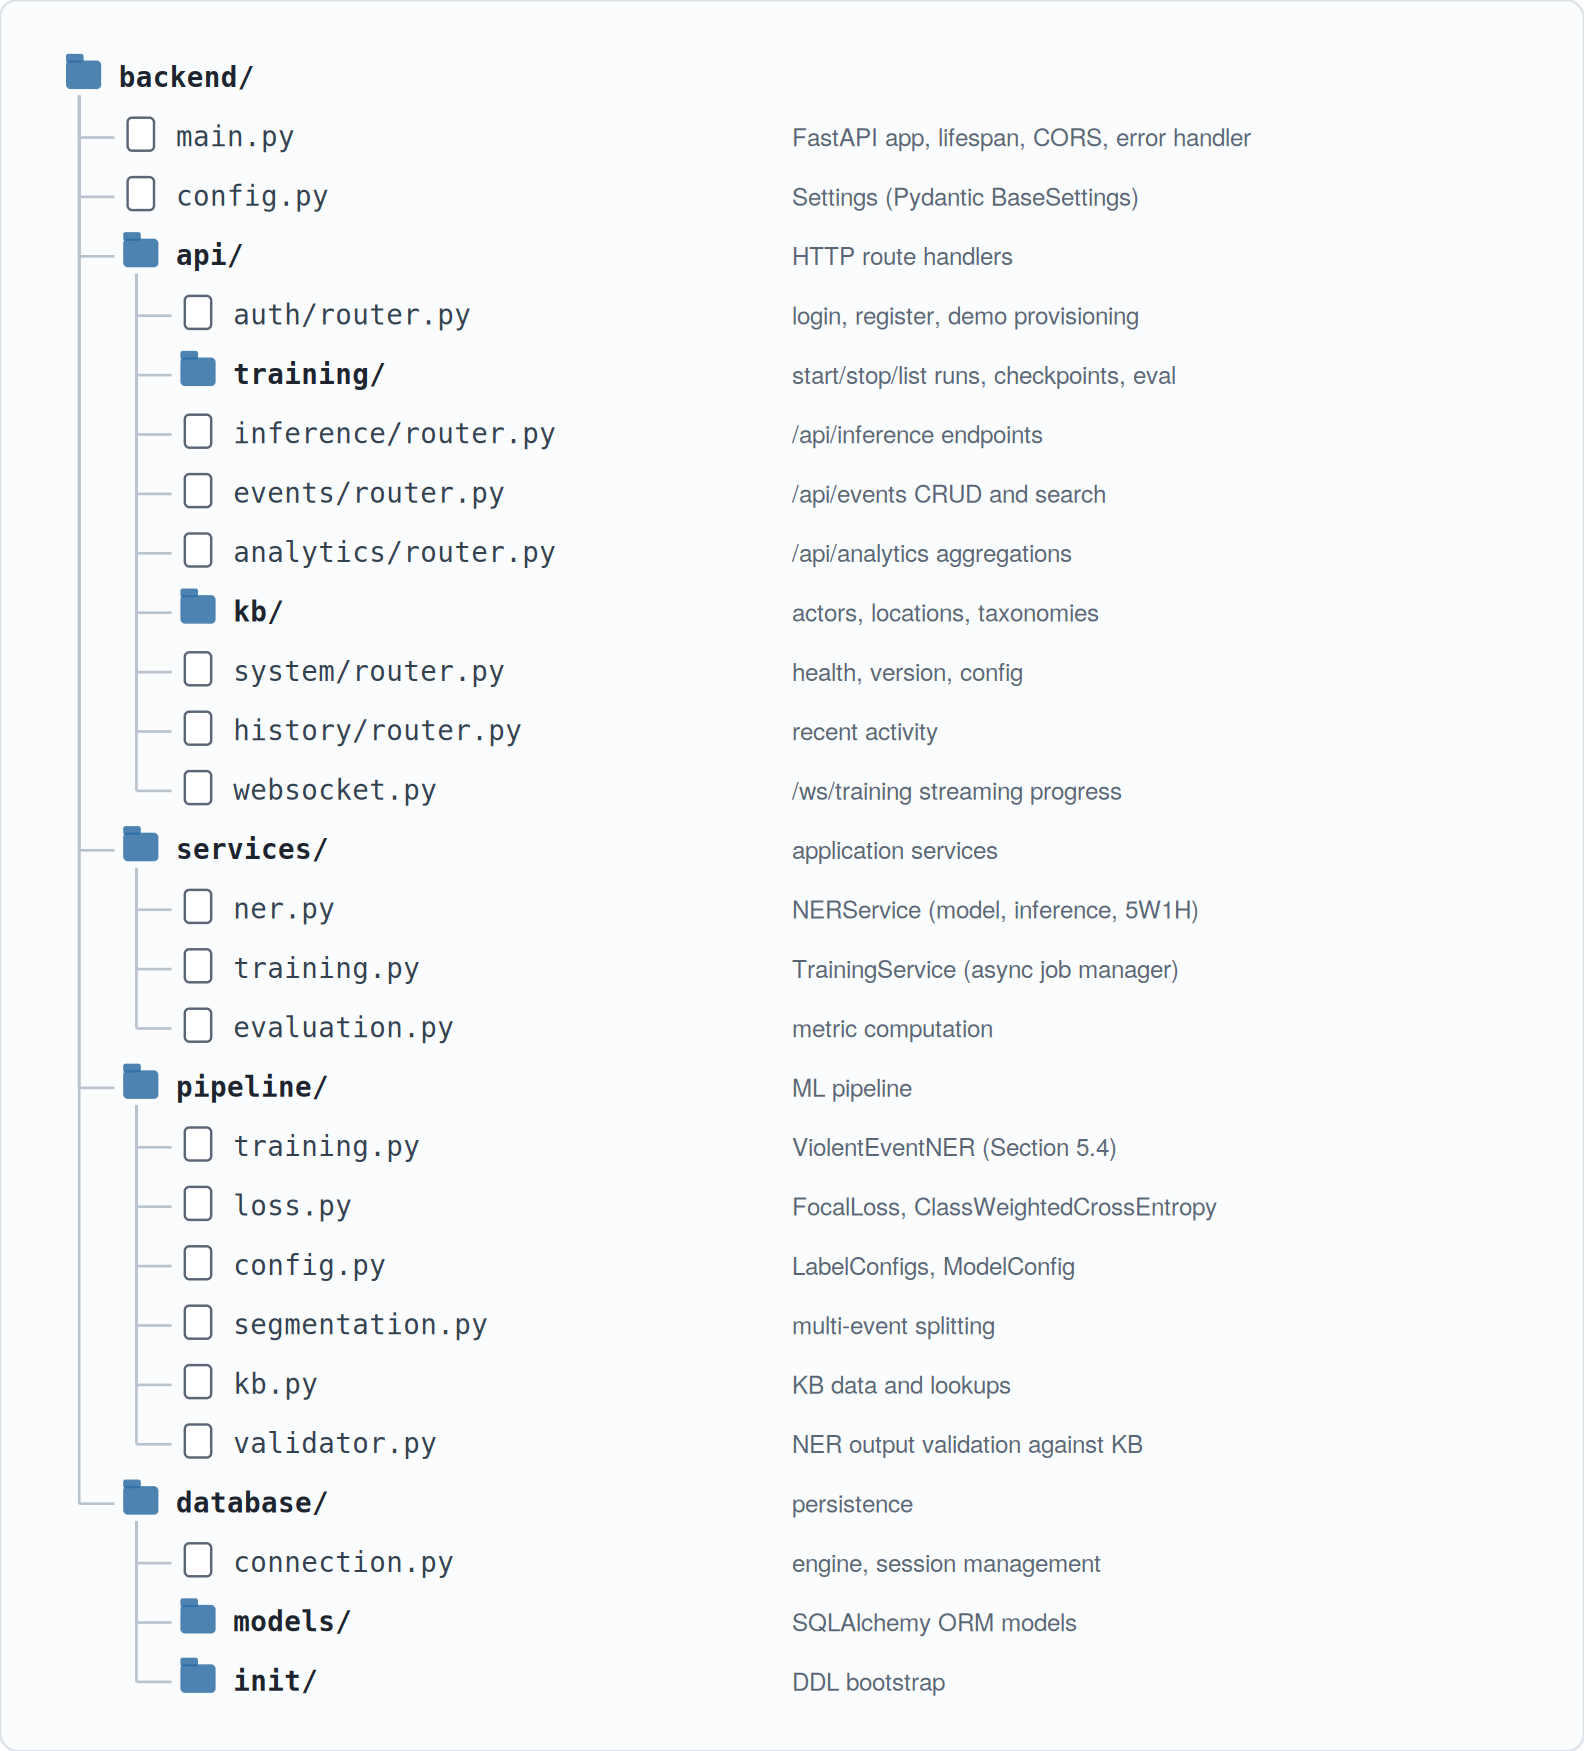 backend/
main.py FastAPI app, lifespan, CORS, error handler
config.py Settings (Pydantic BaseSettings)
api/ HTTP route handlers
auth/router.py login, register, demo provisioning
training/ start/stop/list runs, checkpoints, eval
inference/router.py /api/inference endpoints
events/router.py /api/events CRUD and search
analytics/router.py /api/analytics aggregations
kb/ actors, locations, taxonomies
system/router.py health, version, config
history/router.py recent activity
websocket.py /ws/training streaming progress
services/ application services
ner.py NERService (model, inference, 5W1H)
training.py TrainingService (async job manager)
evaluation.py metric computation
pipeline/ ML pipeline
training.py ViolentEventNER (Section 5.4)
loss.py FocalLoss, ClassWeightedCrossEntropy
config.py LabelConfigs, ModelConfig
segmentation.py multi-event splitting
kb.py KB data and lookups
validator.py NER output validation against KB
database/ persistence
connection.py engine, session management
models/ SQLAlchemy ORM models
init/ DDL bootstrap